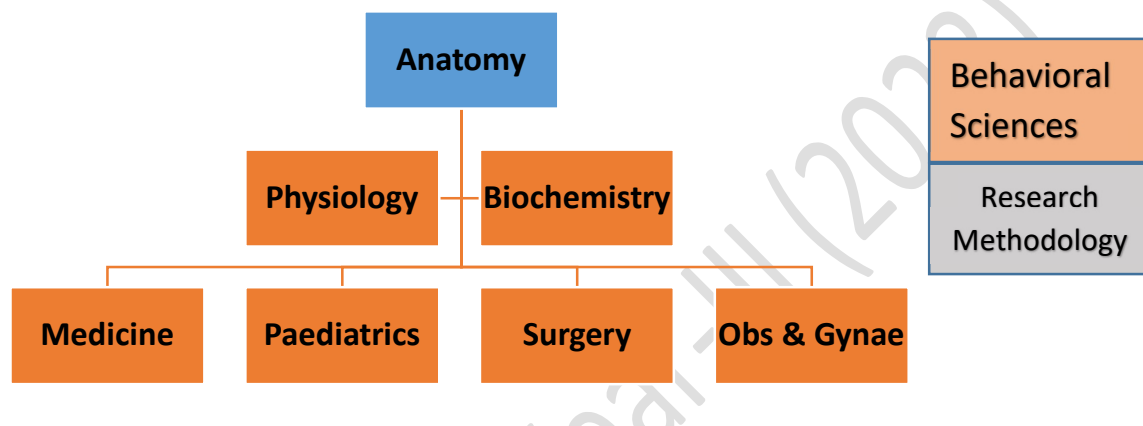 Anatomy
Behavioral
Sciences
Physiology
Biochemistry
Research
Methodology
Medicine
Paediatrics
Surgery
Obs & Gynae